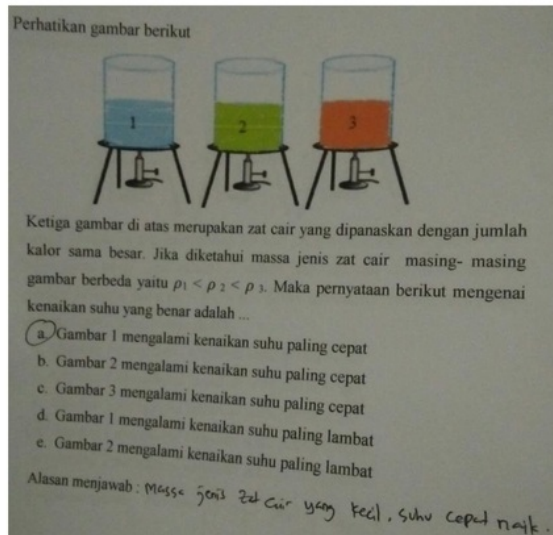 Perhatikan gambar berikut
1 2 3
Ketiga gambar di atas merupakan zat cair yang dipanaskan dengan jumlah
kalor sama besar. Jika diketahui massa jenis zat cair masing- masing
gambar berbeda yaitu ρ₁ < ρ ₂ < ρ ₃. Maka pernyataan berikut mengenai
kenaikan suhu yang benar adalah ...
a. Gambar 1 mengalami kenaikan suhu paling cepat
b. Gambar 2 mengalami kenaikan suhu paling cepat
c. Gambar 3 mengalami kenaikan suhu paling cepat
d. Gambar 1 mengalami kenaikan suhu paling lambat
e. Gambar 2 mengalami kenaikan suhu paling lambat
Alasan menjawab : Massa jenis zat cair yang kecil, suhu cepat naik.